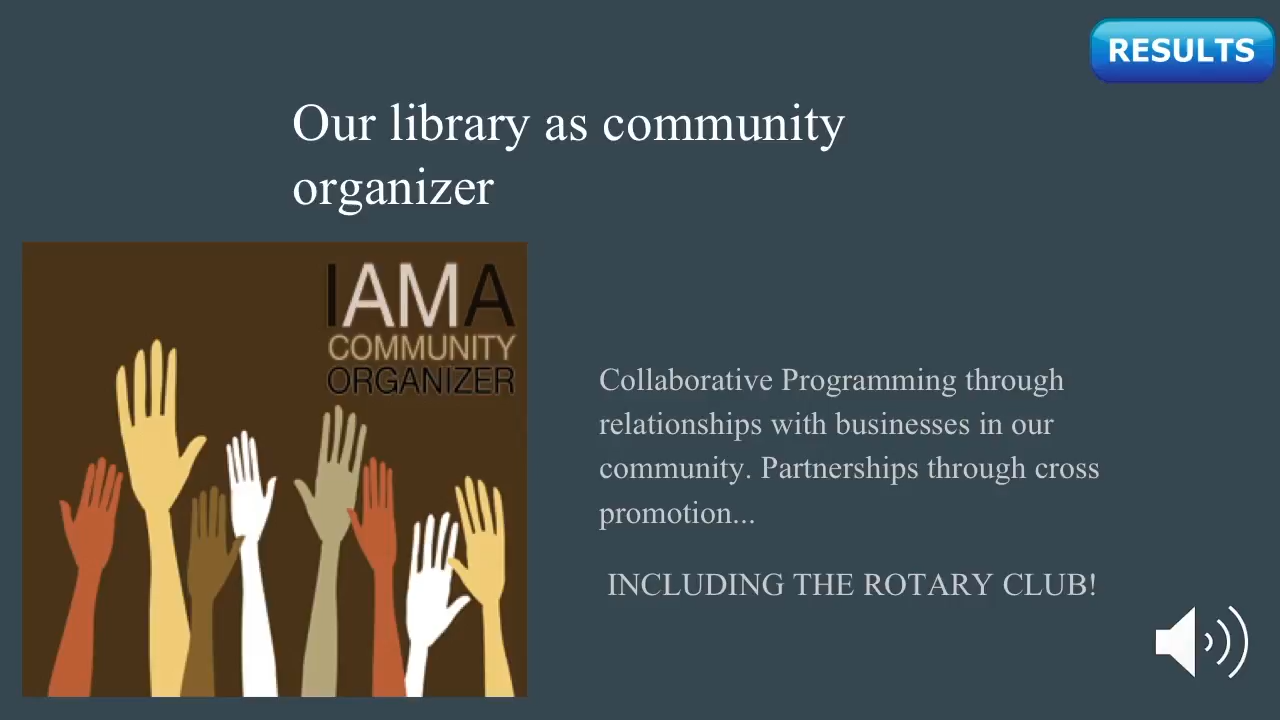 RESULTS
Our library as community
organizer
I AM A
COMMUNITY
ORGANIZER
Collaborative Programming through
relationships with businesses in our
community. Partnerships through cross
promotion...
INCLUDING THE ROTARY CLUB!